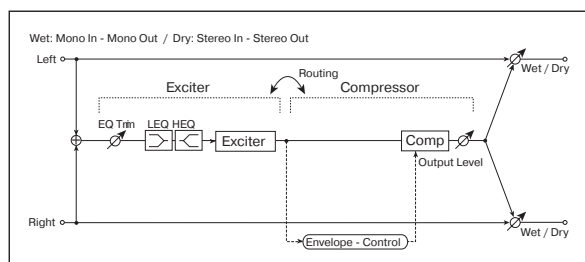 Wet: Mono In - Mono Out / Dry: Stereo In - Stereo Out
Left
Wet / Dry
Routing
Exciter
Compressor
EQ Trim
LEQ HEQ
Exciter
Comp
Output Level
Right
Wet / Dry
Envelope - Control